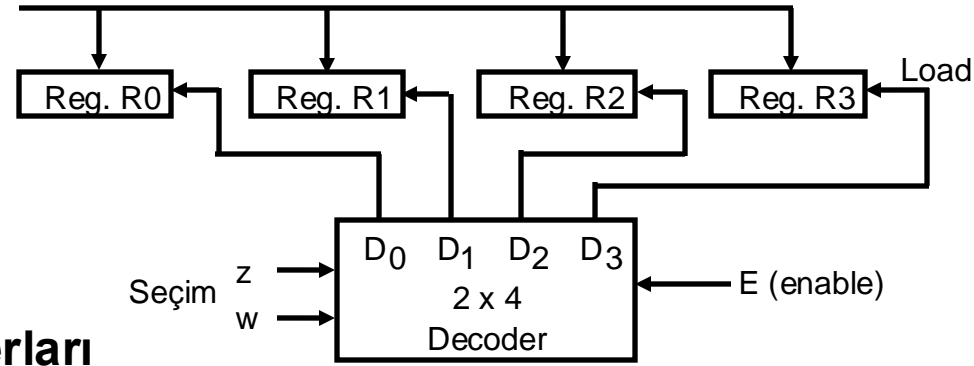 Load
Reg. R0 Reg. R1 Reg. R2 Reg. R3
D0 D1 D2 D3
Seçim z
2 x 4
E (enable)
w
Decoder